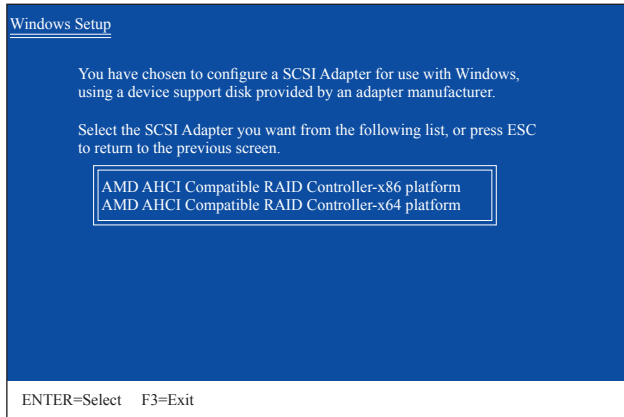 Windows Setup
You have chosen to configure a SCSI Adapter for use with Windows,
using a device support disk provided by an adapter manufacturer.
Select the SCSI Adapter you want from the following list, or press ESC
to return to the previous screen.
AMD AHCI Compatible RAID Controller-x86 platform
AMD AHCI Compatible RAID Controller-x64 platform
ENTER=Select F3=Exit